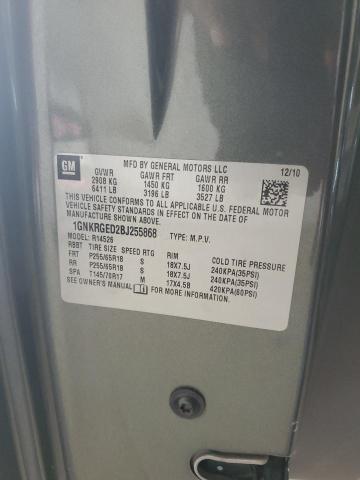 GM
MFD BY GENERAL MOTORS LLC
12/10
GVWR GAWR FRT GAWR RR
2908 KG 1450 KG 1600 KG
6411 LB 3196 LB 3527 LB
THIS VEHICLE CONFORMS TO ALL APPLICABLE U.S. FEDERAL MOTOR
VEHICLE SAFETY STANDARDS AND THEFT PREVENTION STANDARDS IN EFFECT ON
THE DATE OF MANUFACTURE SHOWN ABOVE.
1GNKRGED2BJ255868 TYPE: M.P.V.
MODEL: R14526
RBBT TIRE SIZE SPEED RTG RIM COLD TIRE PRESSURE
FRT P255/65R18 S 18X7.5J 240KPA(35PSI)
RR P255/65R18 S 18X7.5J 240KPA(35PSI)
SPA T145/70R17 M 17X4.5B 420KPA(60PSI)
SEE OWNER'S MANUAL FOR MORE INFORMATION.